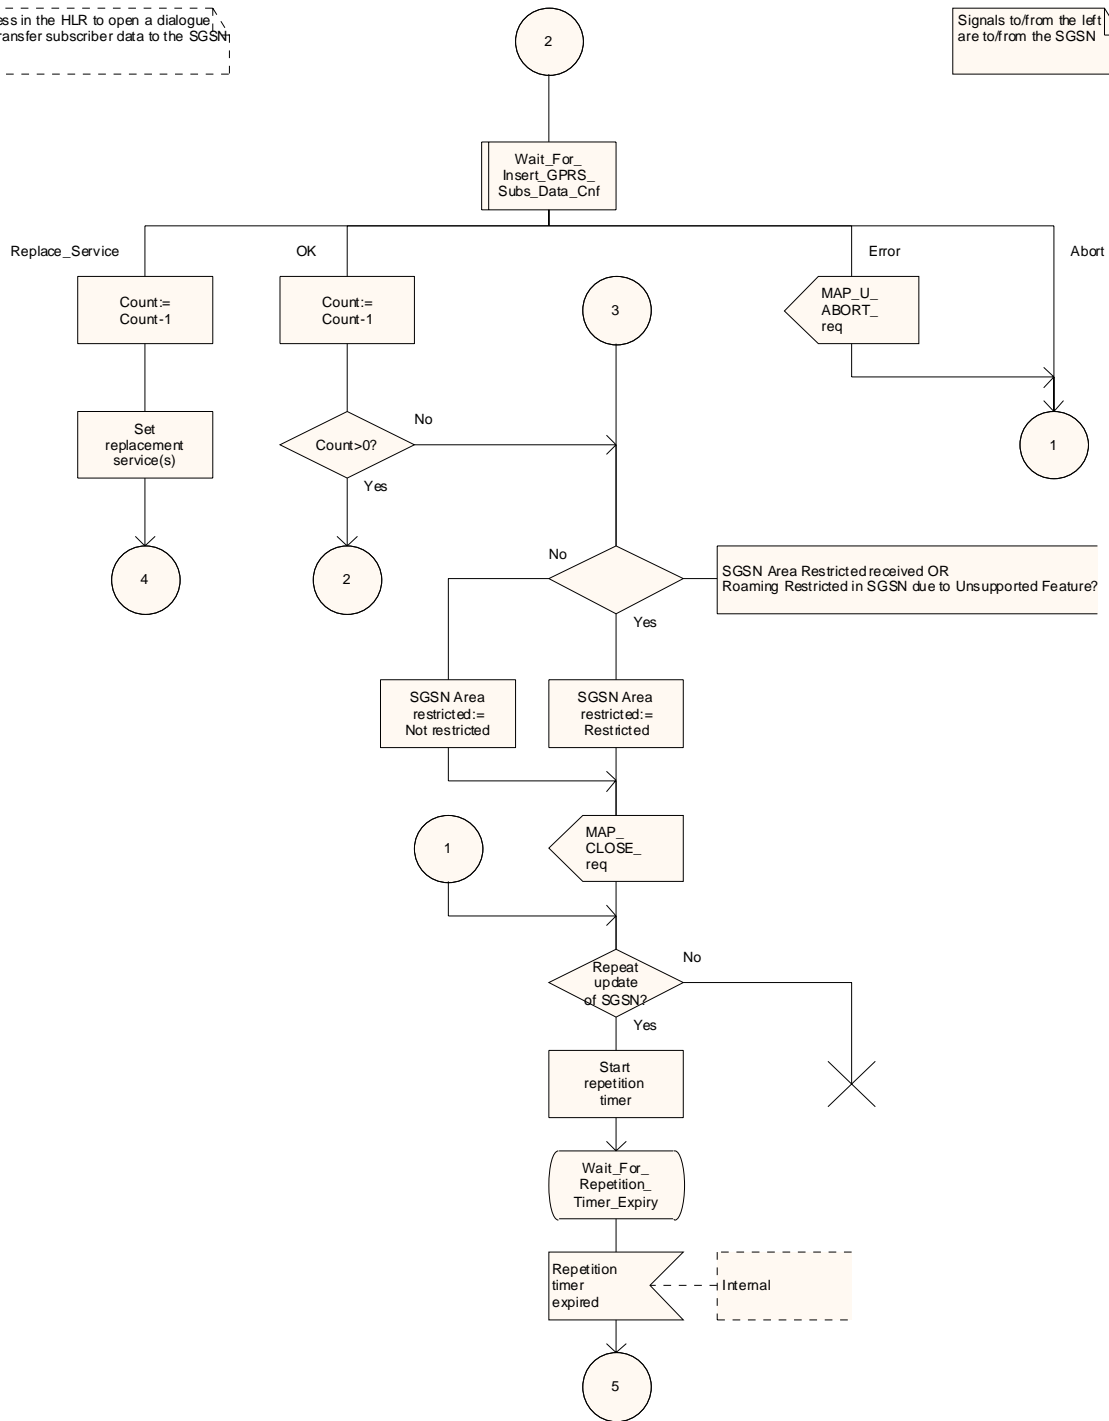 ess in the HLR to open a dialogue
ransfer subscriber data to the SGSN
2
Signals to/from the left
are to/from the SGSN
Wait_For_
Insert_GPRS_
Subs_Data_Cnf
Replace_Service
OK
Error
Abort
Count:=
Count-1
Count:=
Count-1
3
MAP_U_
ABORT_
req
Set
replacement
service(s)
Count>0?
No
Yes
1
4
2
No
Yes
SGSN Area Restricted received OR
Roaming Restricted in SGSN due to Unsupported Feature?
SGSN Area
restricted:=
Not restricted
SGSN Area
restricted:=
Restricted
1
MAP_
CLOSE_
req
Repeat
update
of SGSN?
No
Yes
Start
repetition
timer
Wait_For_
Repetition_
Timer_Expiry
Repetition
timer
expired
Internal
5